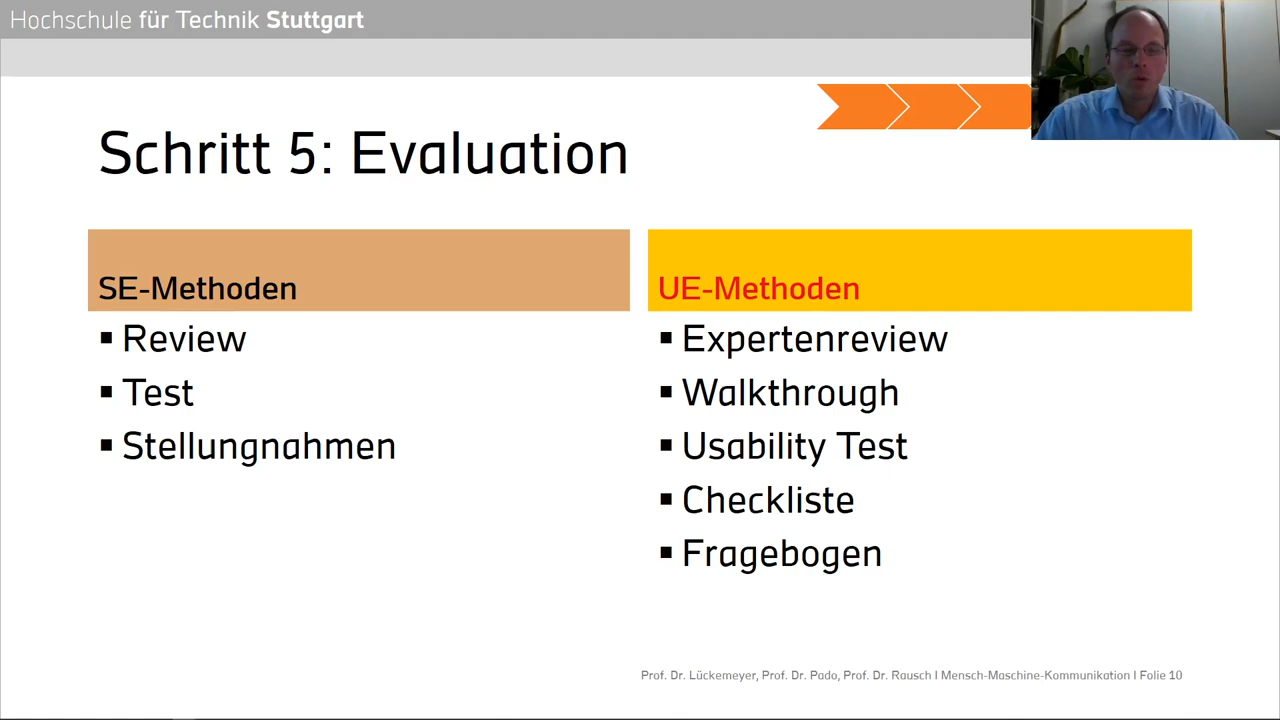 Hochschule für Technik Stuttgart
Schritt 5: Evaluation
SE-Methoden
▪ Review
▪ Test
▪ Stellungnahmen
UE-Methoden
▪ Expertenreview
▪ Walkthrough
▪ Usability Test
▪ Checkliste
▪ Fragebogen
Prof. Dr. Lückemeyer, Prof. Dr. Pado, Prof. Dr. Rausch I Mensch-Maschine-Kommunikation I Folie 10